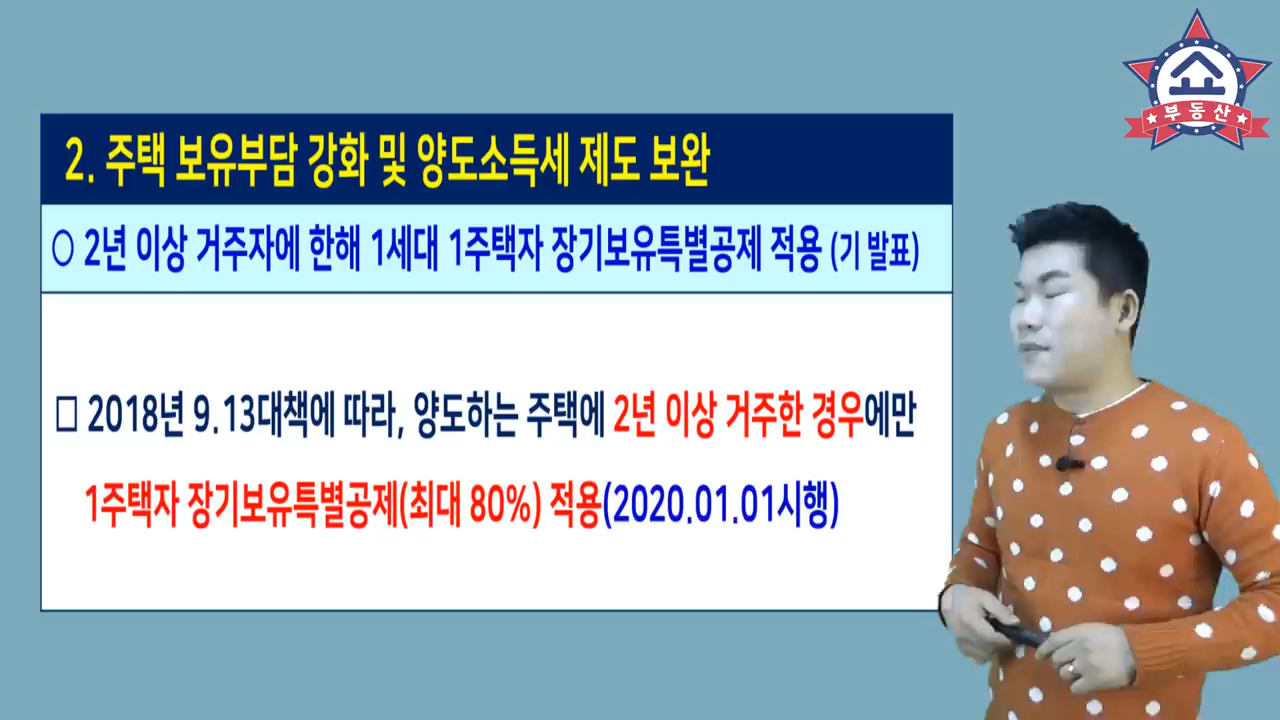 부동산
2. 주택 보유부담 강화 및 양도소득세 제도 보완
○ 2년 이상 거주자에 한해 1세대 1주택자 장기보유특별공제 적용 (기 발표)
□ 2018년 9.13대책에 따라, 양도하는 주택에 2년 이상 거주한 경우에만
1주택자 장기보유특별공제(최대 80%) 적용(2020.01.01시행)